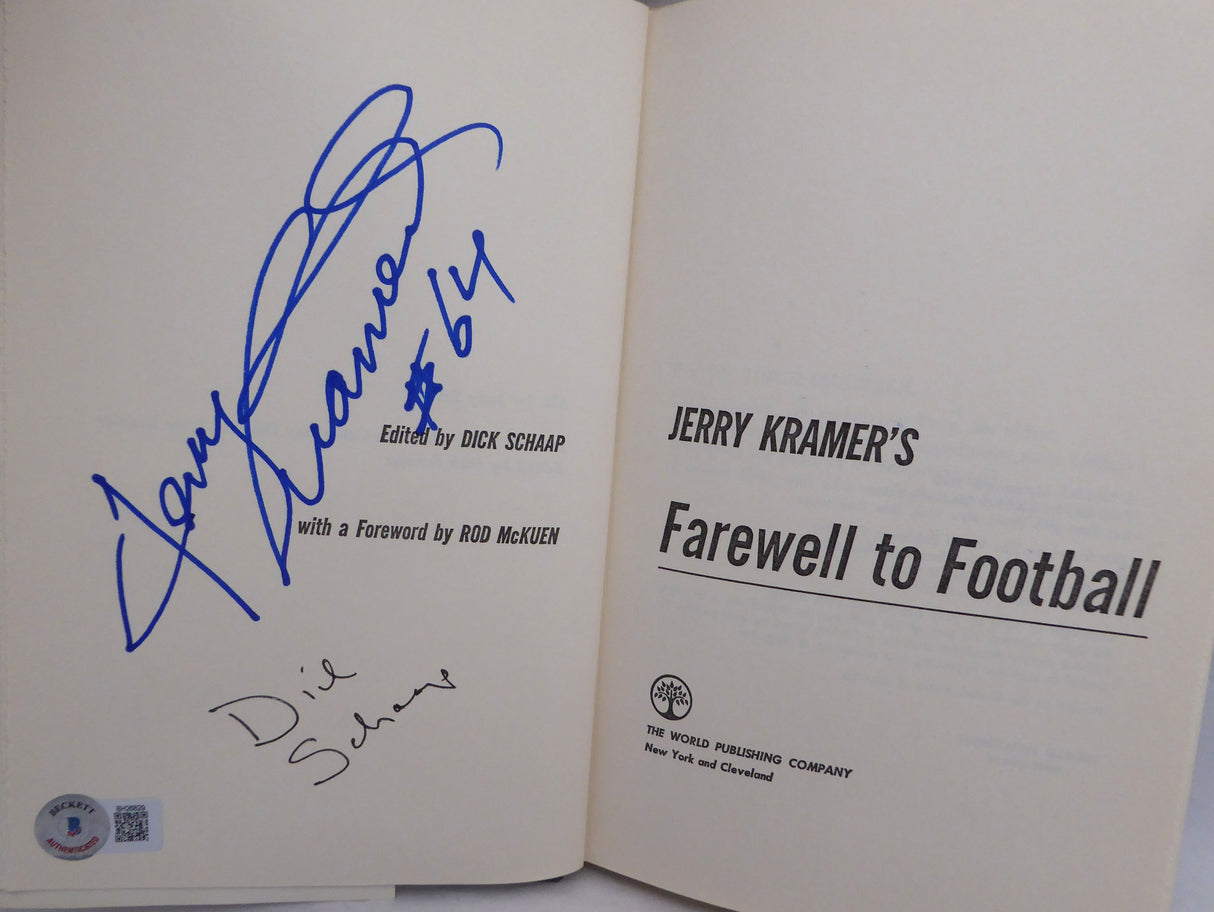 Jerry
Kramer
#64
Edited by DICK SCHAAP
with a Foreword by ROD McKUEN
Dick
Schaap
BECKETT
B
AUTHENTICATED
JERRY KRAMER'S
Farewell to Football
THE WORLD PUBLISHING COMPANY
New York and Cleveland